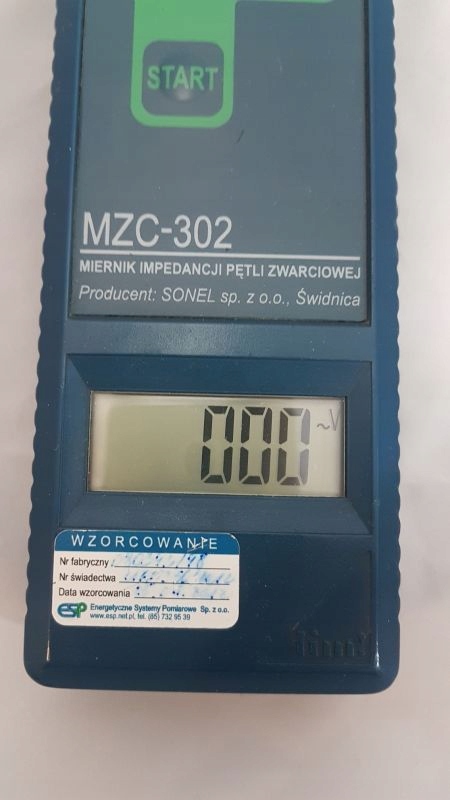 START
MZC-302
MIERNIK IMPEDANCJI PĘTLI ZWARCIOWEJ
Producent: SONEL sp. z o.o., Świdnica
000 ~V
WZORCOWANIE
Nr fabryczny
Nr świadectwa
Data wzorcowania
ESP Energetyczne Systemy Pomiarowe Sp. z o.o.
www.esp.net.pl, tel. (85) 732 95 39